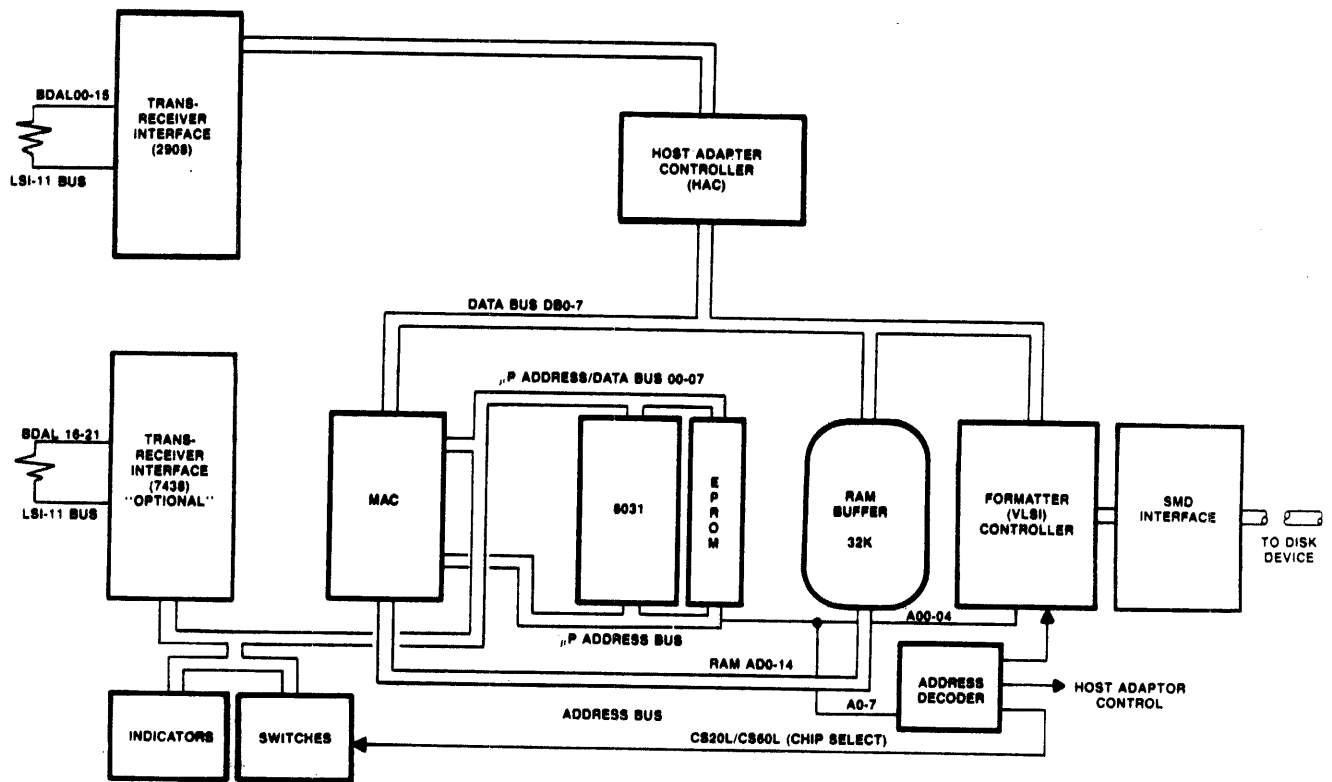 BDAL00-15
LSI-11 BUS
TRANS-
RECEIVER
INTERFACE
(2908)
HOST ADAPTER
CONTROLLER
(HAC)
DATA BUS DB0-7
μP ADDRESS/DATA BUS 00-07
BDAL 16-21
LSI-11 BUS
TRANS-
RECEIVER
INTERFACE
(7438)
"OPTIONAL"
MAC
8031
EPROM
RAM
BUFFER
32K
FORMATTER
(VLSI)
CONTROLLER
SMD
INTERFACE
TO DISK
DEVICE
A00-04
μP ADDRESS BUS
RAM AD0-14
A0-7
ADDRESS
DECODER
HOST ADAPTOR
CONTROL
ADDRESS BUS
INDICATORS
SWITCHES
CS20L/CS60L (CHIP SELECT)